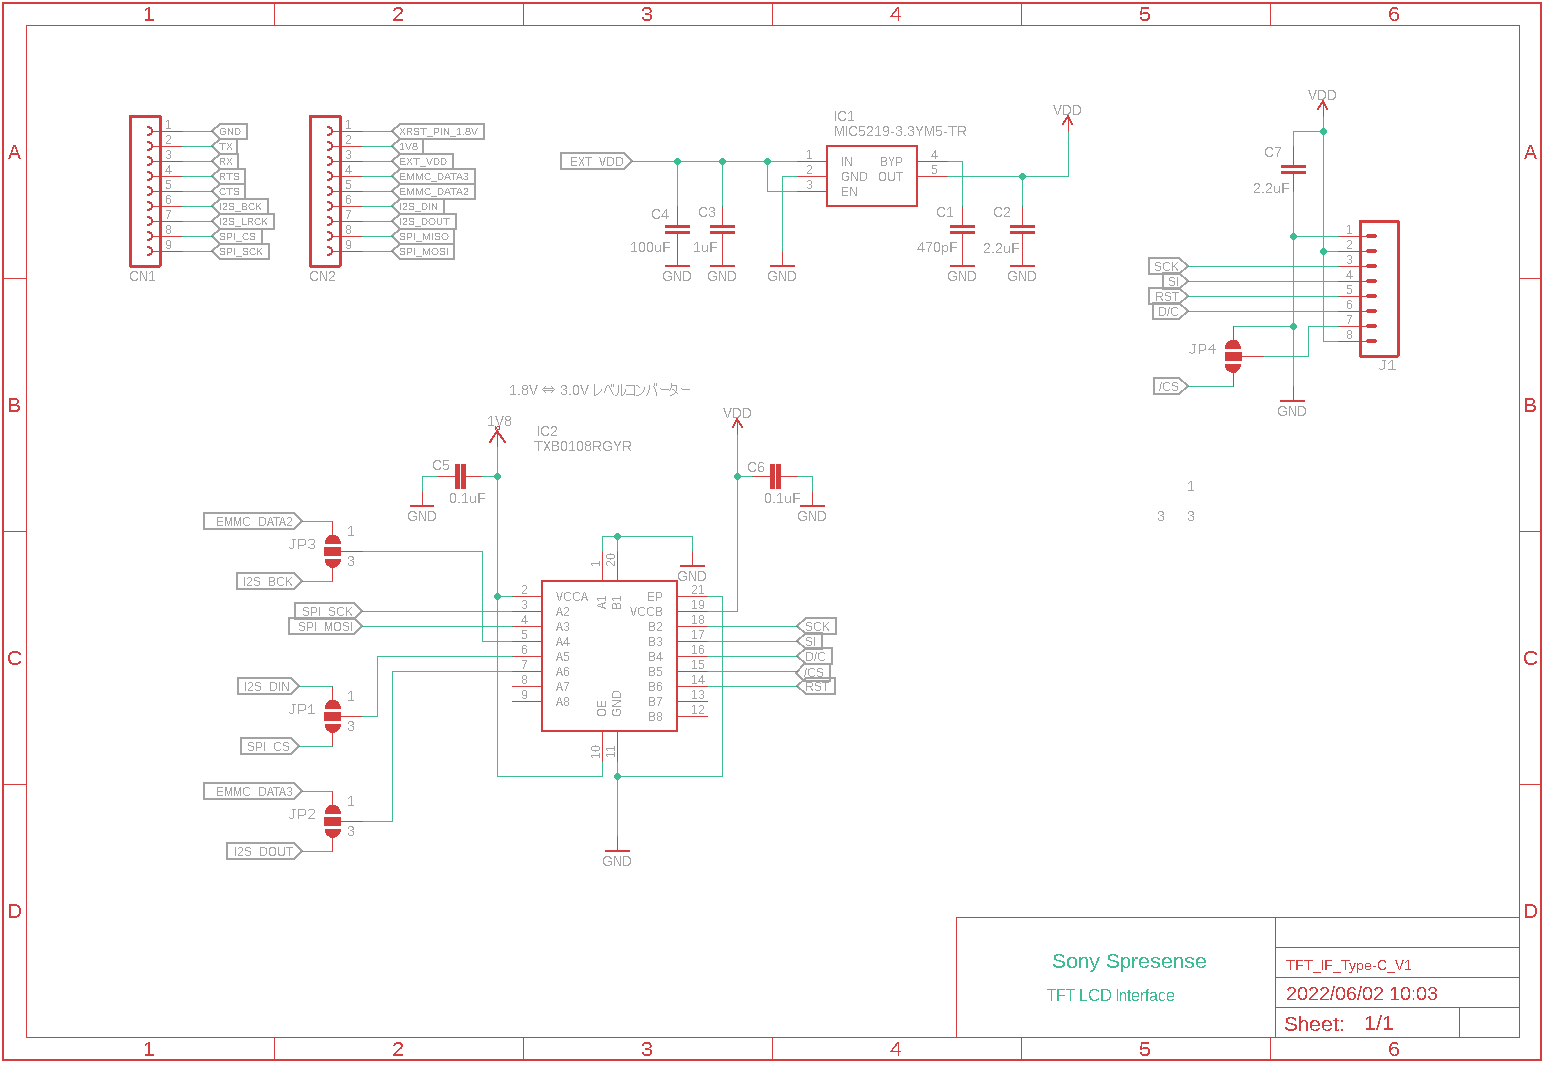 1 2 3 4 5 6
A
B
C
D
A
B
C
D
1
2
3
4
5
6
7
8
9
GND
TX
RX
RTS
CTS
I2S_BCK
I2S_LRCK
SPI_CS
SPI_SCK
CN1
1
2
3
4
5
6
7
8
9
XRST_PIN_1.8V
1V8
EXT_VDD
EMMC_DATA3
EMMC_DATA2
I2S_DIN
I2S_DOUT
SPI_MISO
SPI_MOSI
CN2
EXT_VDD
C4
100uF
GND
C3
1uF
GND
GND
IC1
MIC5219-3.3YM5-TR
1
2
3
IN
GND
EN
BYP
OUT
4
5
C1
470pF
GND
C2
2.2uF
GND
VDD
VDD
C7
2.2uF
1
2
3
4
5
6
7
8
SCK
SI
RST
D/C
JP4
/CS
GND
J1
1.8V ⇔ 3.0V レベルコンバーター
1V8
IC2
TXB0108RGYR
VDD
C5
0.1uF
GND
C6
0.1uF
GND
1
3 3
EMMC_DATA2
JP3
1
3
I2S_BCK
SPI_SCK
SPI_MOSI
I2S_DIN
JP1
1
3
SPI_CS
EMMC_DATA3
JP2
1
3
I2S_DOUT
1
20
GND
2
3
4
5
6
7
8
9
VCCA
A2
A3
A4
A5
A6
A7
A8
A1
B1
OE
GND
EP
VCCB
B2
B3
B4
B5
B6
B7
B8
21
19
18
17
16
15
14
13
12
10
11
GND
SCK
SI
D/C
/CS
RST
Sony Spresense
TFT LCD Interface
TFT_IF_Type-C_V1
2022/06/02 10:03
Sheet: 1/1
1 2 3 4 5 6